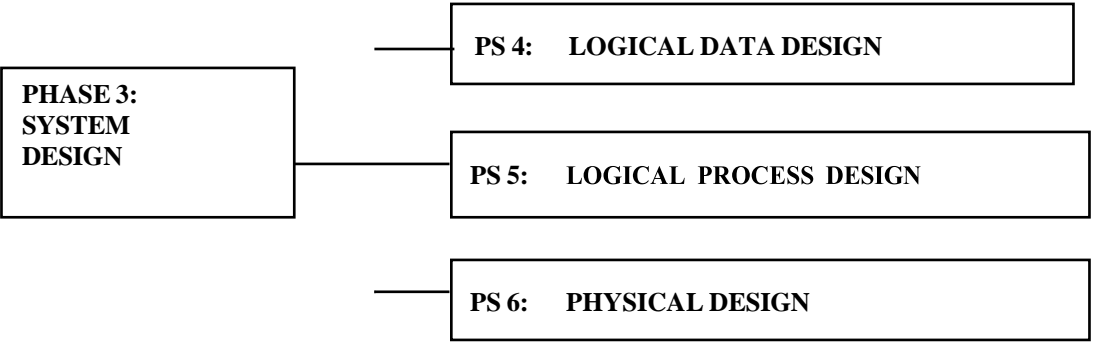 PS 4: LOGICAL DATA DESIGN
PHASE 3:
SYSTEM
DESIGN
PS 5: LOGICAL PROCESS DESIGN
PS 6: PHYSICAL DESIGN